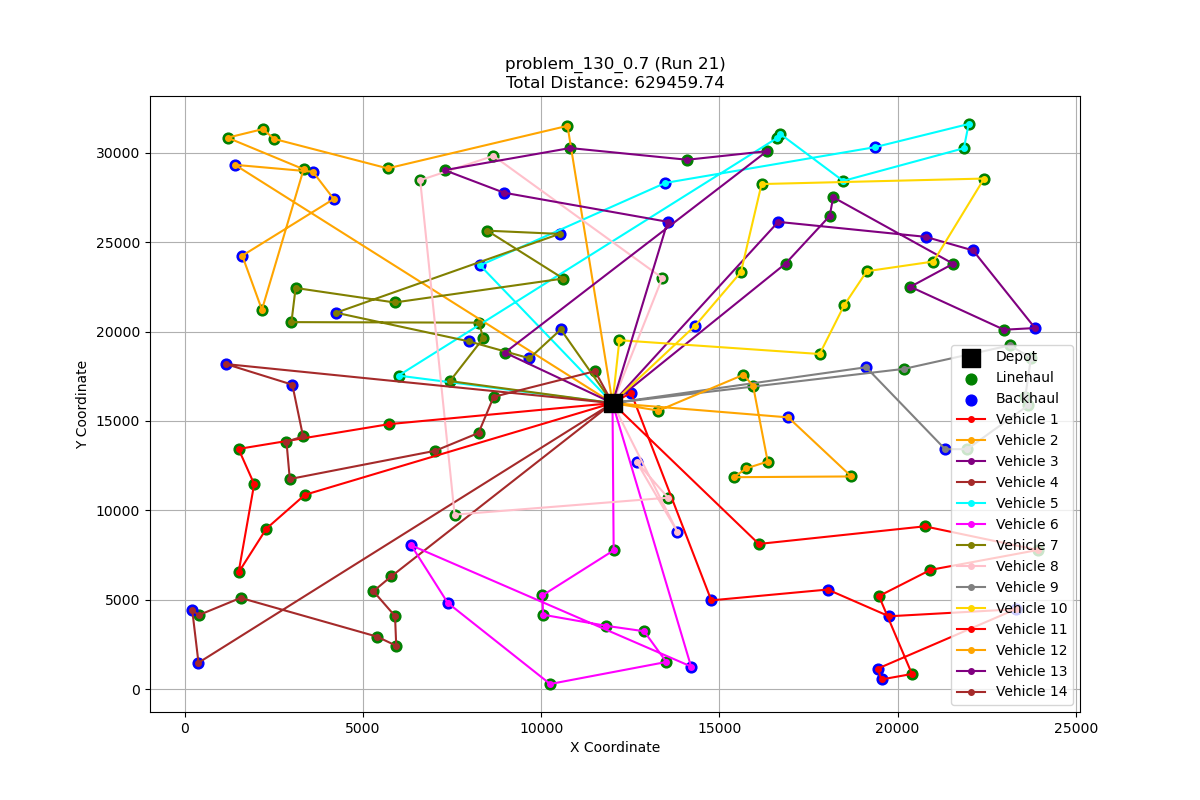 problem_130_0.7 (Run 21)
Total Distance: 629459.74
Y Coordinate
30000
25000
20000
15000
10000
5000
0
0
5000
10000
15000
20000
25000
X Coordinate
Depot
Linehaul
Backhaul
Vehicle 1
Vehicle 2
Vehicle 3
Vehicle 4
Vehicle 5
Vehicle 6
Vehicle 7
Vehicle 8
Vehicle 9
Vehicle 10
Vehicle 11
Vehicle 12
Vehicle 13
Vehicle 14